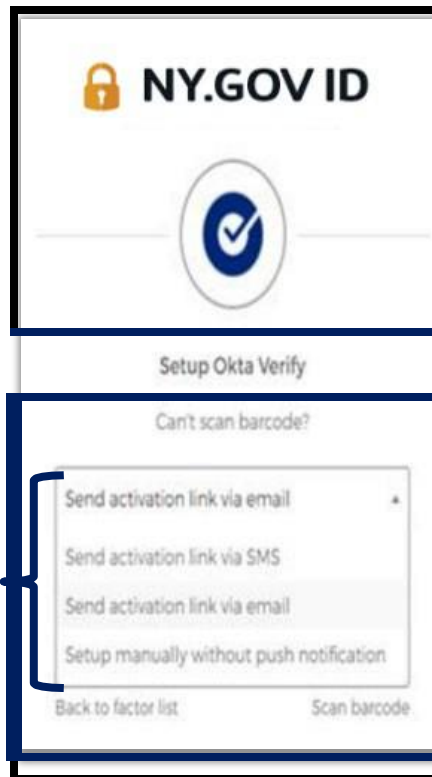 NY.GOV ID
Setup Okta Verify
Can't scan barcode?
Send activation link via email
Send activation link via SMS
Send activation link via email
Setup manually without push notification
Back to factor list Scan barcode